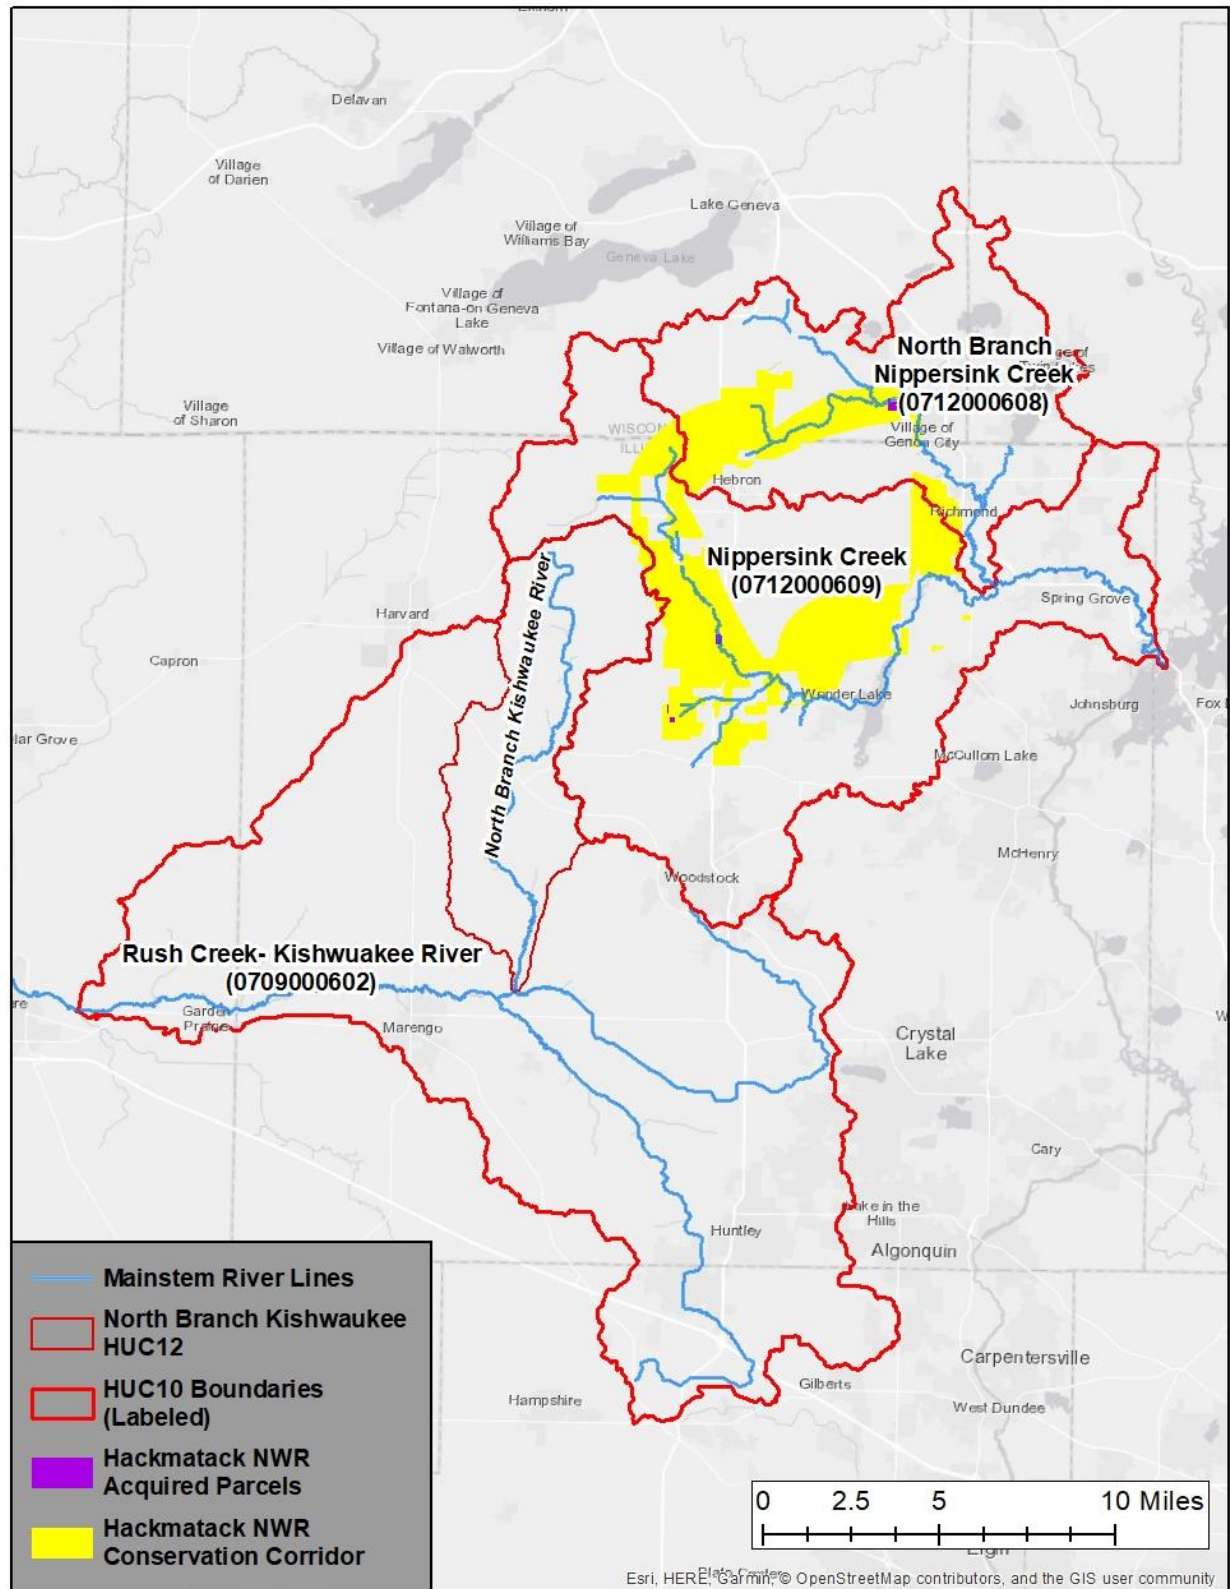 Delavan
Village
of Darien
Lake Geneva
Village of
Williams Bay
Geneva Lake
Village of
Fontana-on Geneva
Lake
Village of Walworth
North Branch
Nippersink Creek
(0712000608)
Village
of Sharon
Village of
Genoa City
Hebron
Richmond
Nippersink Creek
(0712000609)
North Branch Kishwaukee River
Harvard
Spring Grove
Capron
Wonder Lake
Johnsburg
Fox
lar Grove
McCullom Lake
McHenry
Woodstock
Rush Creek- Kishwuakee River
(0709000602)
Garden
Prairie
Marengo
Crystal
Lake
Cary
Lake in the
Hills
Huntley
Algonquin
Carpentersville
Gilberts
Hampshire
West Dundee
Mainstem River Lines
North Branch Kishwaukee
HUC12
HUC10 Boundaries
(Labeled)
Hackmatack NWR
Acquired Parcels
Hackmatack NWR
Conservation Corridor
0 2.5 5 10 Miles
Esri, HERE, Garmin, © OpenStreetMap contributors, and the GIS user community